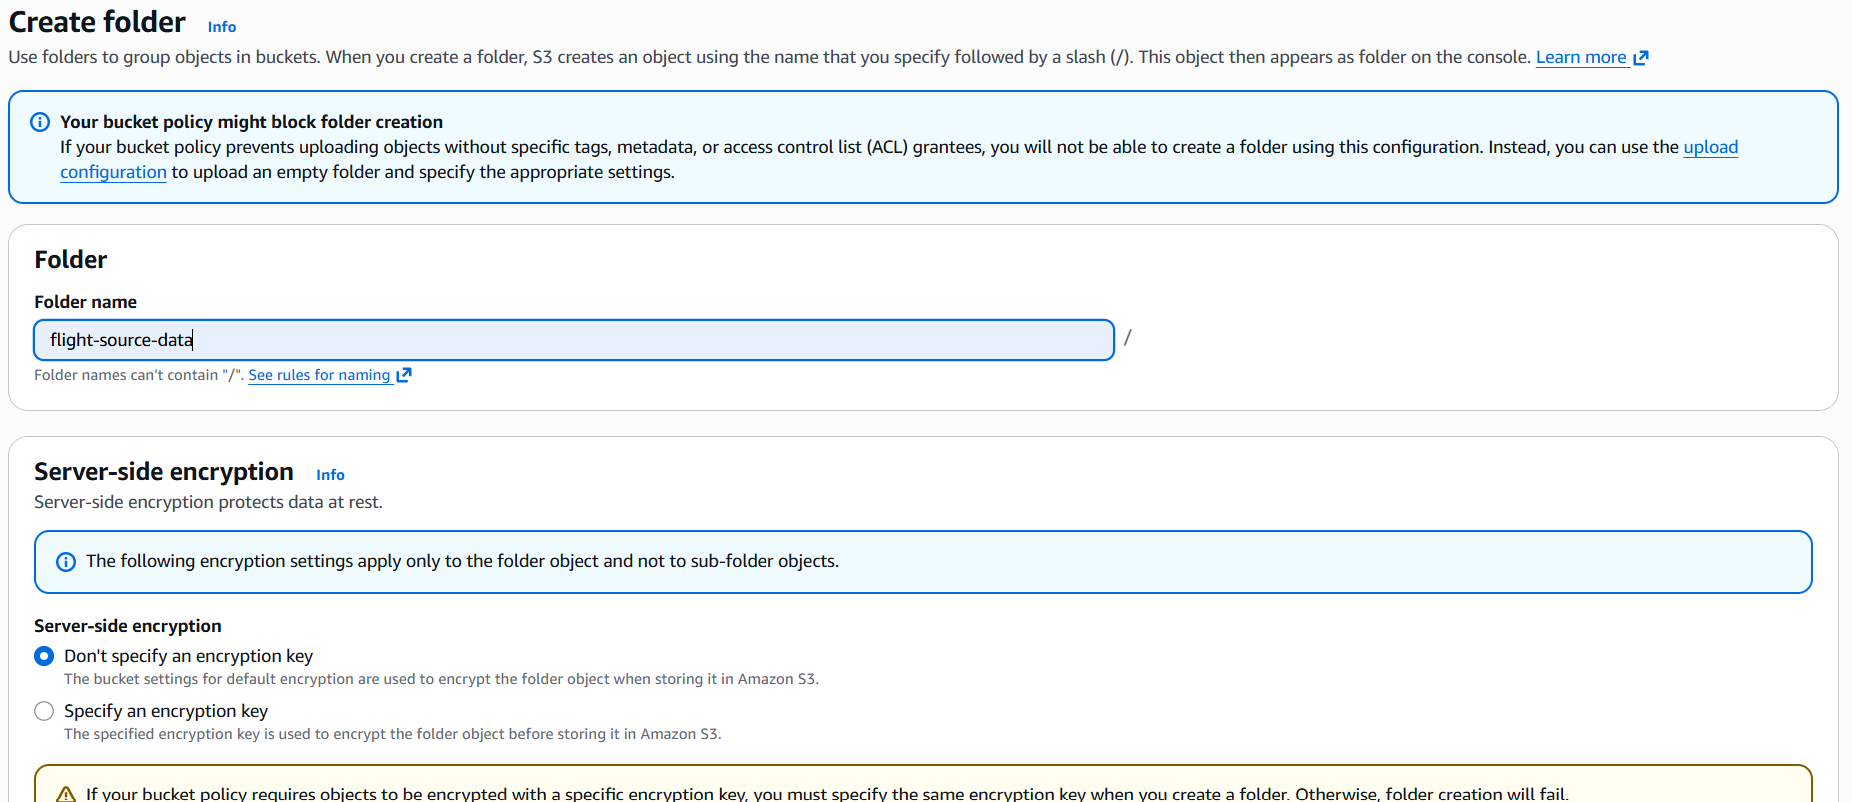 Create folder Info
Use folders to group objects in buckets. When you create a folder, S3 creates an object using the name that you specify followed by a slash (/). This object then appears as folder on the console. Learn more
Your bucket policy might block folder creation
If your bucket policy prevents uploading objects without specific tags, metadata, or access control list (ACL) grantees, you will not be able to create a folder using this configuration. Instead, you can use the upload
configuration to upload an empty folder and specify the appropriate settings.
Folder
Folder name
flight-source-data /
Folder names can't contain "/". See rules for naming
Server-side encryption Info
Server-side encryption protects data at rest.
The following encryption settings apply only to the folder object and not to sub-folder objects.
Server-side encryption
Don't specify an encryption key
The bucket settings for default encryption are used to encrypt the folder object when storing it in Amazon S3.
Specify an encryption key
The specified encryption key is used to encrypt the folder object before storing it in Amazon S3.
If your bucket policy requires objects to be encrypted with a specific encryption key, you must specify the same encryption key when you create a folder. Otherwise, folder creation will fail.